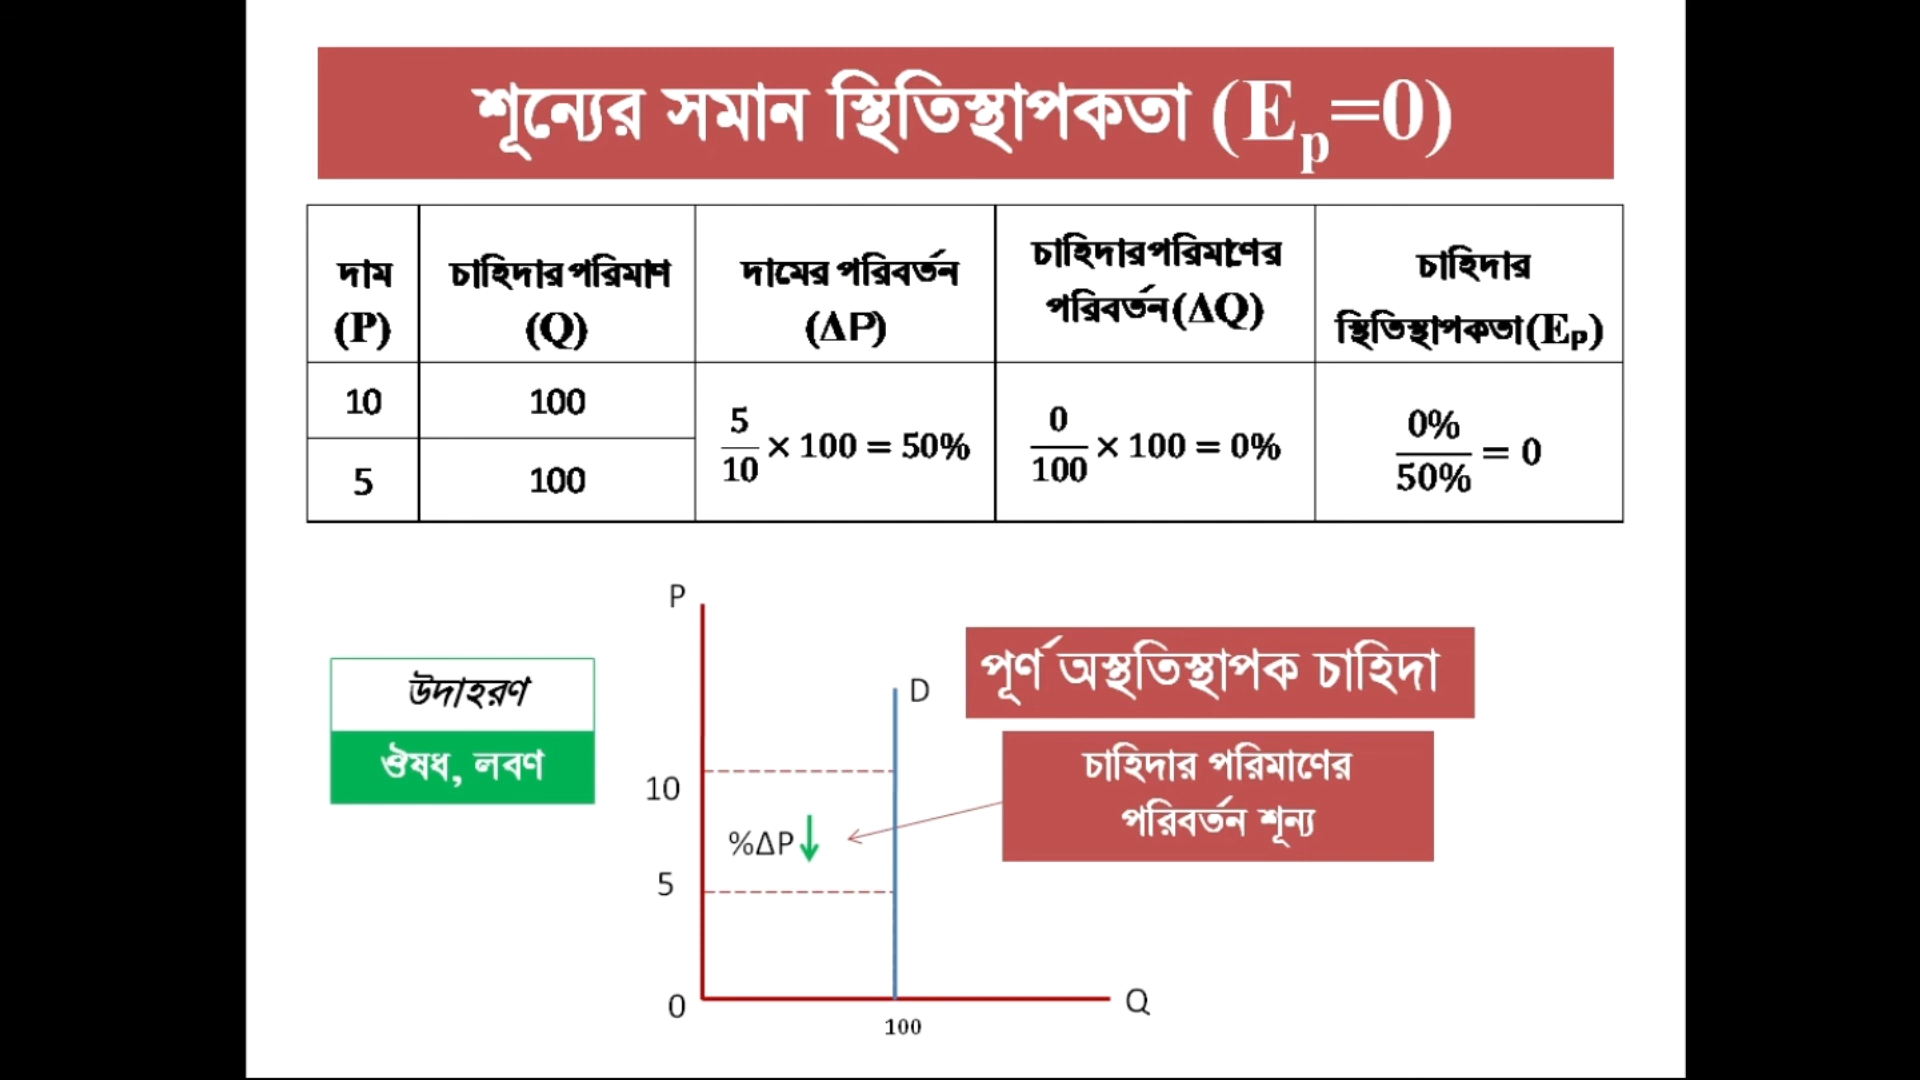 শূন্যের সমান স্থিতিস্থাপকতা (Ep=0)
দাম (P)
চাহিদার পরিমাণ (Q)
দামের পরিবর্তন (ΔP)
চাহিদার পরিমাণের পরিবর্তন (ΔQ)
চাহিদার স্থিতিস্থাপকতা (Ep)
10
100
5/10 × 100 = 50%
0/100 × 100 = 0%
0%/50% = 0
5
100
উদাহরণ
ঔষধ, লবণ
P
D
10
%ΔP↓
5
0
100
Q
পূর্ণ অস্থতিস্থাপক চাহিদা
চাহিদার পরিমাণের
পরিবর্তন শূন্য